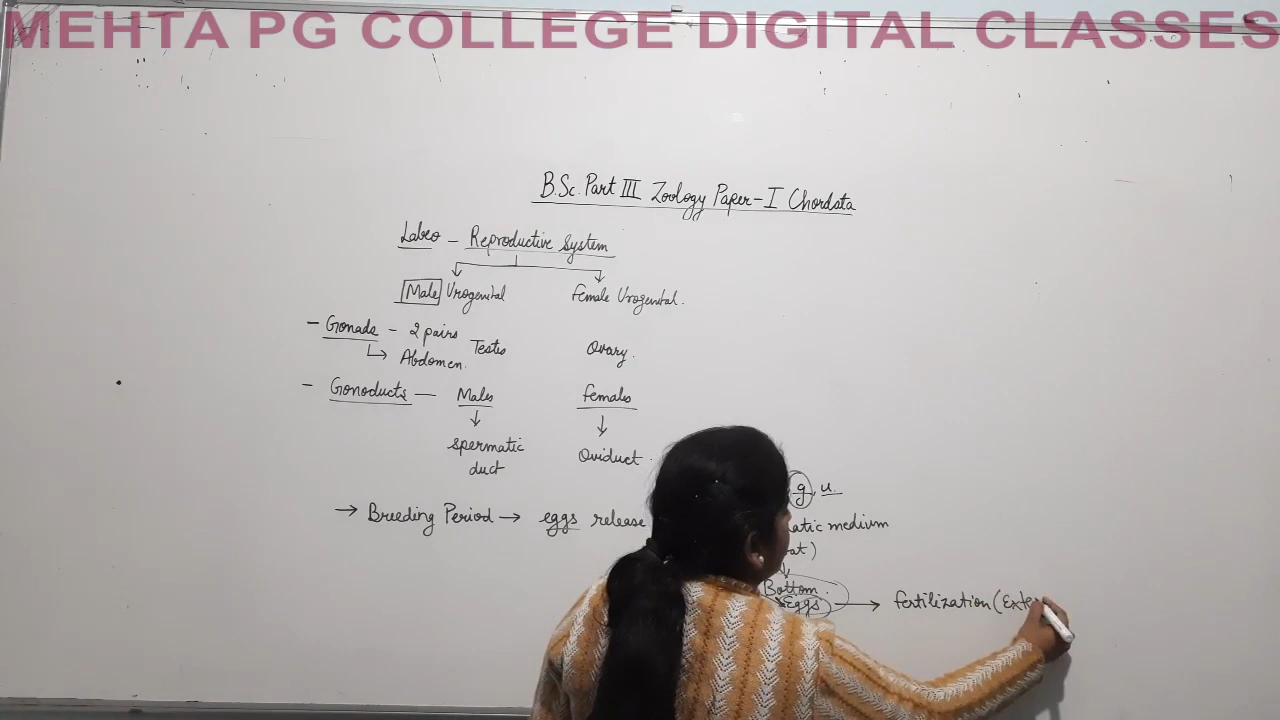 MEHTA PG COLLEGE DIGITAL CLASSES
B.Sc. Part III Zoology Paper-I Chordata
Labeo - Reproductive System
Male Urogenital Female Urogenital.
- Gonads - 2 pairs Testis Ovary.
↳ Abdomen.
- Gonoducts - Males Females
Spermatic duct Oviduct.
g, u.
→ Breeding Period → eggs release
medium
Bottom.
Eggs → Fertilization (Exte